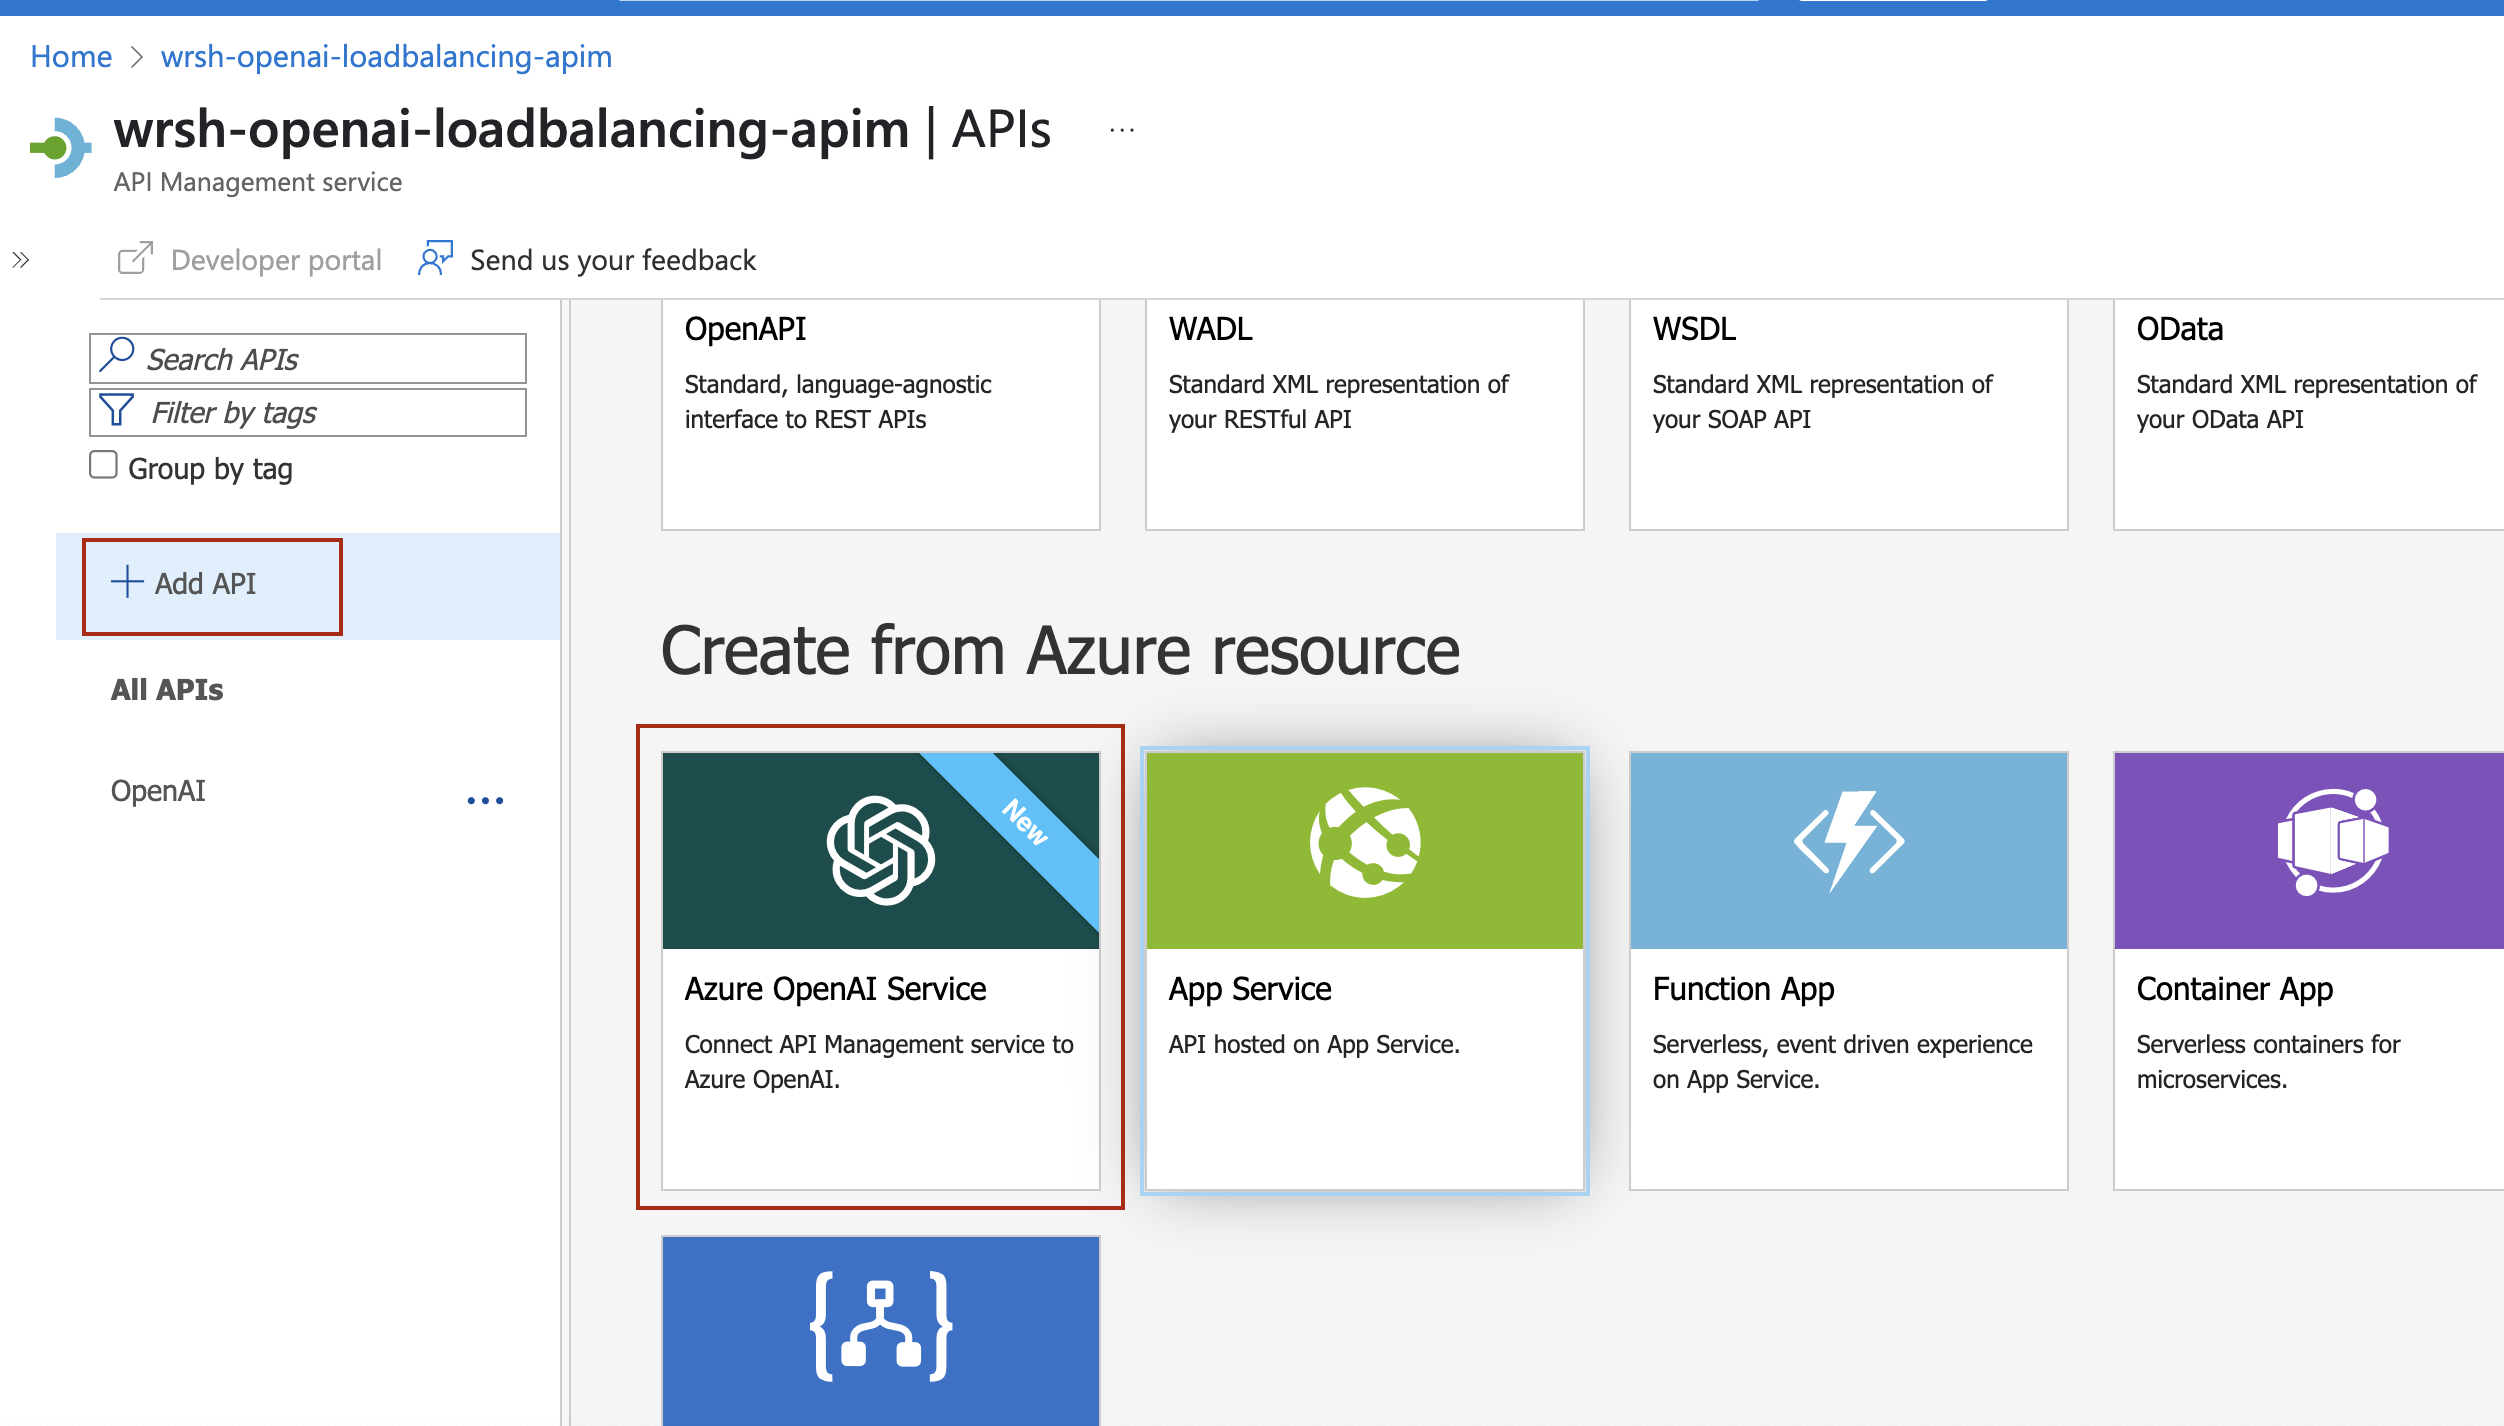 Home > wrsh-openai-loadbalancing-apim
wrsh-openai-loadbalancing-apim | APIs ...
API Management service
Developer portal
Send us your feedback
Search APIs
Filter by tags
Group by tag
Add API
All APIs
OpenAI
OpenAPI
Standard, language-agnostic
interface to REST APIs
WADL
Standard XML representation of
your RESTful API
WSDL
Standard XML representation of
your SOAP API
OData
Standard XML representation of
your OData API
Create from Azure resource
New
Azure OpenAI Service
Connect API Management service to
Azure OpenAI.
App Service
API hosted on App Service.
Function App
Serverless, event driven experience
on App Service.
Container App
Serverless containers for
microservices.